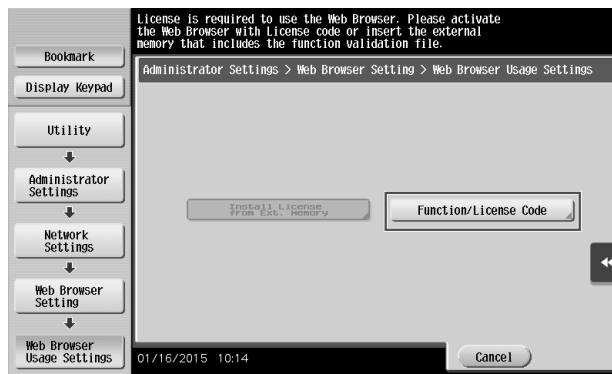 License is required to use the Web Browser. Please activate
the Web Browser with License code or insert the external
memory that includes the function validation file.
Bookmark
Display Keypad
Administrator Settings > Web Browser Setting > Web Browser Usage Settings
Utility
Administrator
Settings
Network
Settings
Web Browser
Setting
Web Browser
Usage Settings
Install License
from Ext. Memory
Function/License Code
01/16/2015 10:14
Cancel